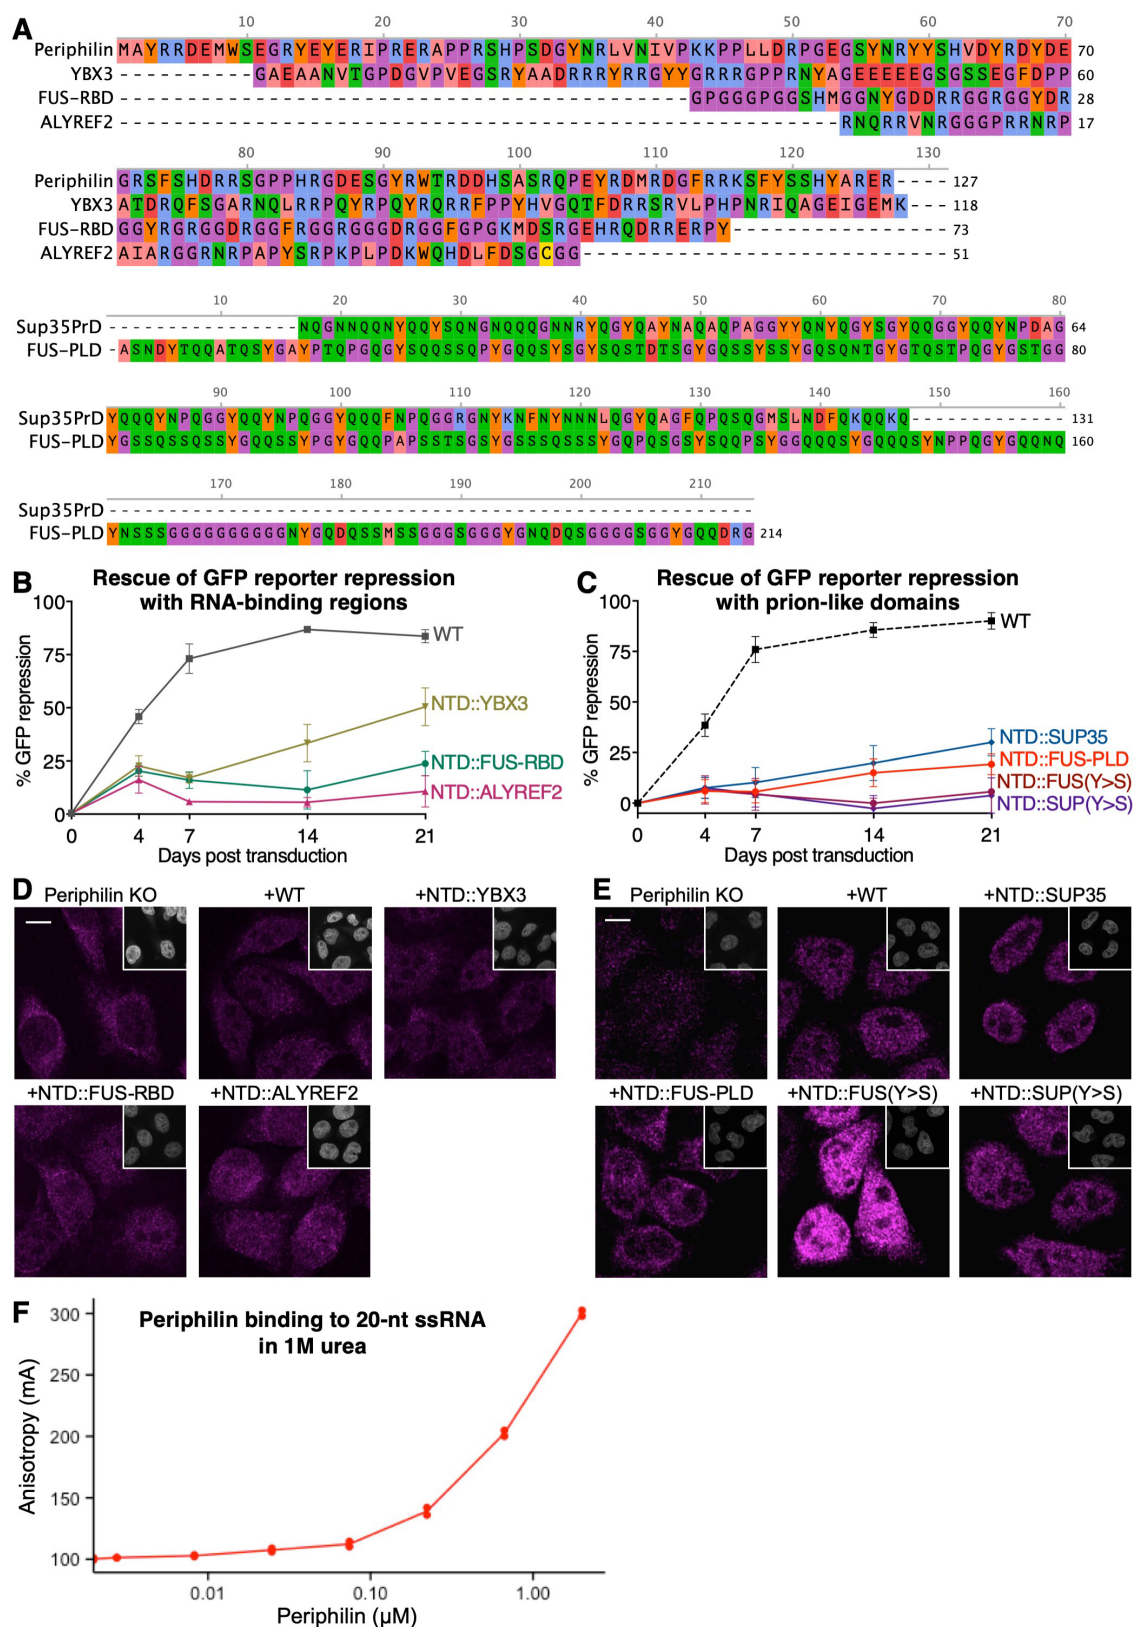 A
10 20 30 40 50 60 70
Periphilin MAYRRDEMWSEGRYEYERIPRERAPPRSHPSDGYNRLVNIVPKKPPLLDRPGEGSYNRYYSHVDYRDYDE 70
YBX3 ----------GAEAANVTGPDGVPVEGSRYAADRRRYRRGYYGRRRGPPRNYAGEEEEEGSGSSEGFDPP 60
FUS-RBD ------------------------------------------GPGGGPGGSHMGGNYGDDRRGGRGGYDR 28
ALYREF2 -----------------------------------------------------RNQRRVNRGGGPRRNRP 17
80 90 100 110 120 130
Periphilin GRSFSHDRRSGPPHRGDESGYRWTRDDHSASRQPEYRDMRDGFRRKSFYSSHYARER---- 127
YBX3 ATDRQFSGARNQLRRPQYRPQYRQRRFPPYHVGQTFDRRSRVLPHPNRIQAGEIGEMK--- 118
FUS-RBD GGYRGRGGDRGGFRGGRGGGDRGGFGPGKMDSRGEHRQDRRERPY---------------- 73
ALYREF2 AIARGGRNRPAPYSRPKPLPDKWQHDLFDSGCGG--------------------------- 51
10 20 30 40 50 60 70 80
Sup35PrD ----------------NQGNNQQNYQQYSQNGNQQQGNNRYQGYQAYNAQAQPAGGYYQNYQGYSGYQQGGYQQYNPDAG 64
FUS-PLD -ASNDYTQQATQSYGAYPTQPGQGYSQQSSQPYGQQSYSGYSQSTDTSGYGQSSYSSYGQSQNTGYGTQSTPQGYGSTGG 80
90 100 110 120 130 140 150 160
Sup35PrD YQQQYNPQGGYQQYNPQGGYQQQFNPQGGRGNYKNFNYNNNLQGYQAGFQPQSQGMSLNDFQKQQKQ------------- 131
FUS-PLD YGSSQSSQSSYGQQSSYPGYGQQPAPSSTSGSYGSSSQSSSYGQPQSGSYSQQPSYGGQQQSYGQQQSYNPPQGYGQQNQ 160
170 180 190 200 210
Sup35PrD ------------------------------------------------------
FUS-PLD YNSSSGGGGGGGGGGNYGQDQSSMSSGGGSGGGYGNQDQSGGGGSGGYGQQDRG 214
B
Rescue of GFP reporter repression
with RNA-binding regions
% GFP repression
100
75
50
25
0
WT
NTD::YBX3
NTD::FUS-RBD
NTD::ALYREF2
0 4 7 14 21
Days post transduction
C
Rescue of GFP reporter repression
with prion-like domains
% GFP repression
100
75
50
25
0
WT
NTD::SUP35
NTD::FUS-PLD
NTD::FUS(Y>S)
NTD::SUP(Y>S)
0 4 7 14 21
Days post transduction
D
Periphilin KO +WT +NTD::YBX3
+NTD::FUS-RBD +NTD::ALYREF2
E
Periphilin KO +WT +NTD::SUP35
+NTD::FUS-PLD +NTD::FUS(Y>S) +NTD::SUP(Y>S)
F
Periphilin binding to 20-nt ssRNA
in 1M urea
Anisotropy (mA)
300
250
200
150
100
0.01 0.10 1.00
Periphilin (µM)